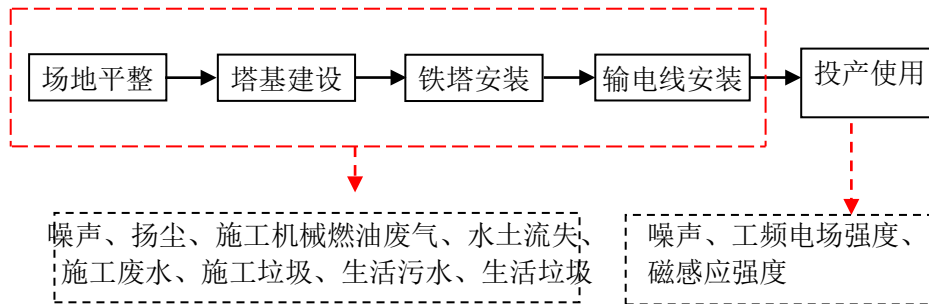 场地平整
塔基建设
铁塔安装
输电线安装
投产使用
噪声、扬尘、施工机械燃油废气、水土流失、
施工废水、施工垃圾、生活污水、生活垃圾
噪声、工频电场强度、
磁感应强度